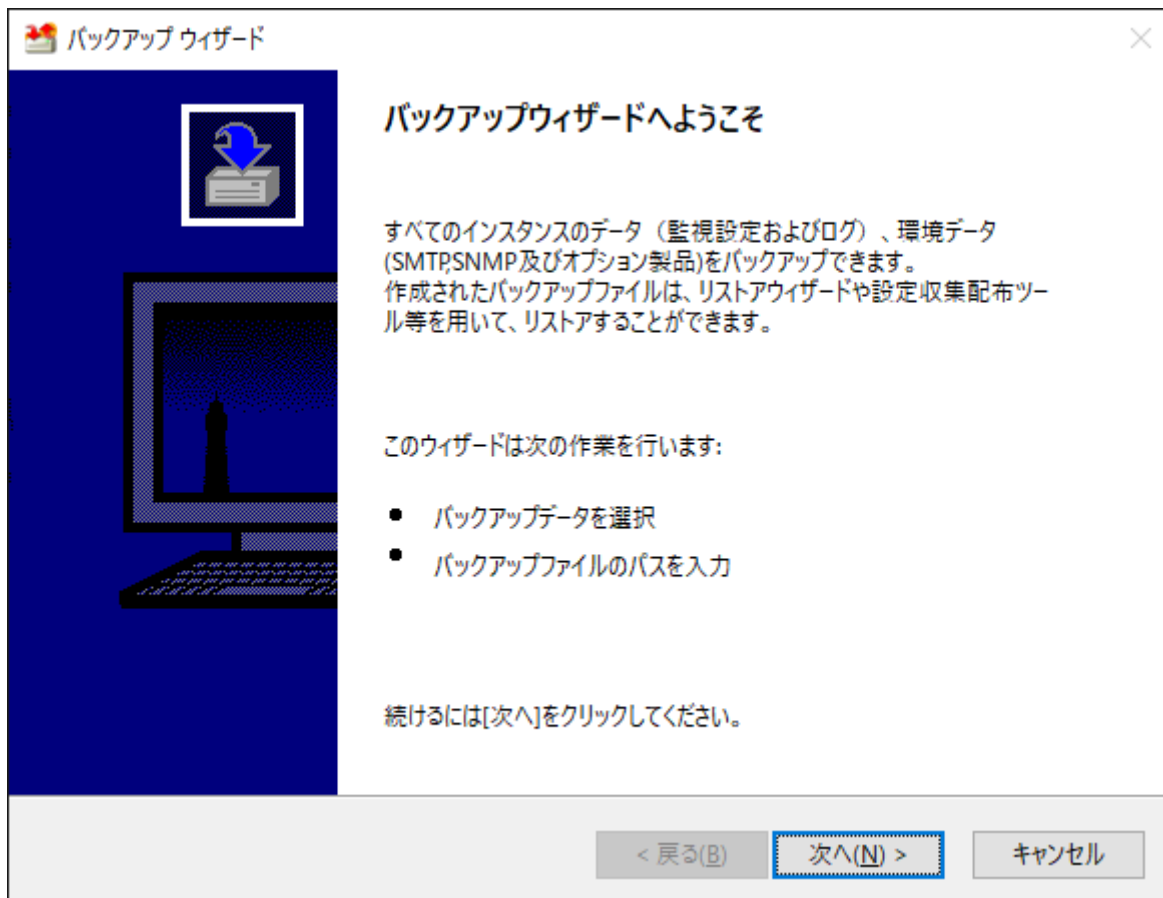 バックアップ ウィザード
バックアップウィザードへようこそ
すべてのインスタンスのデータ（監視設定およびログ）、環境データ
(SMTP,SNMP及びオプション製品)をバックアップできます。
作成されたバックアップファイルは、リストアウィザードや設定収集配布ツー
ル等を用いて、リストアすることができます。
このウィザードは次の作業を行います:
● バックアップデータを選択
● バックアップファイルのパスを入力
続けるには[次へ]をクリックしてください。
< 戻る(B) 次へ(N) > キャンセル